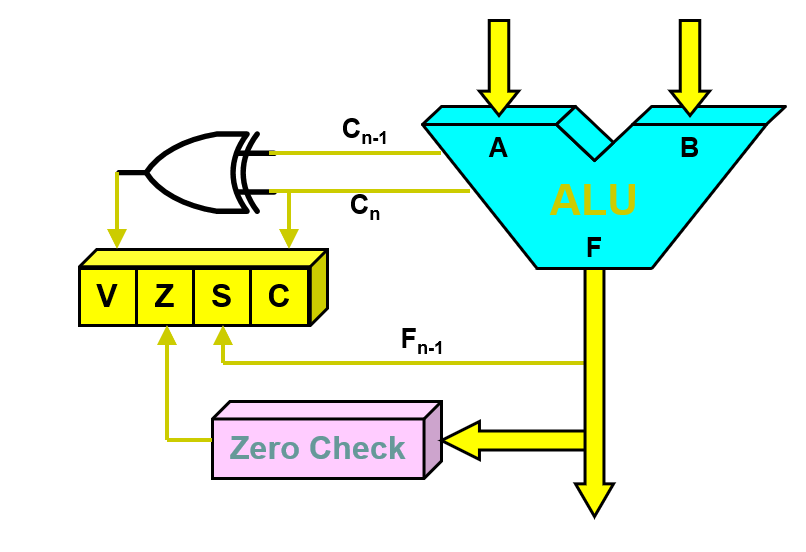 Cn-1
A
B
Cn
ALU
F
V Z S C
Fn-1
Zero Check